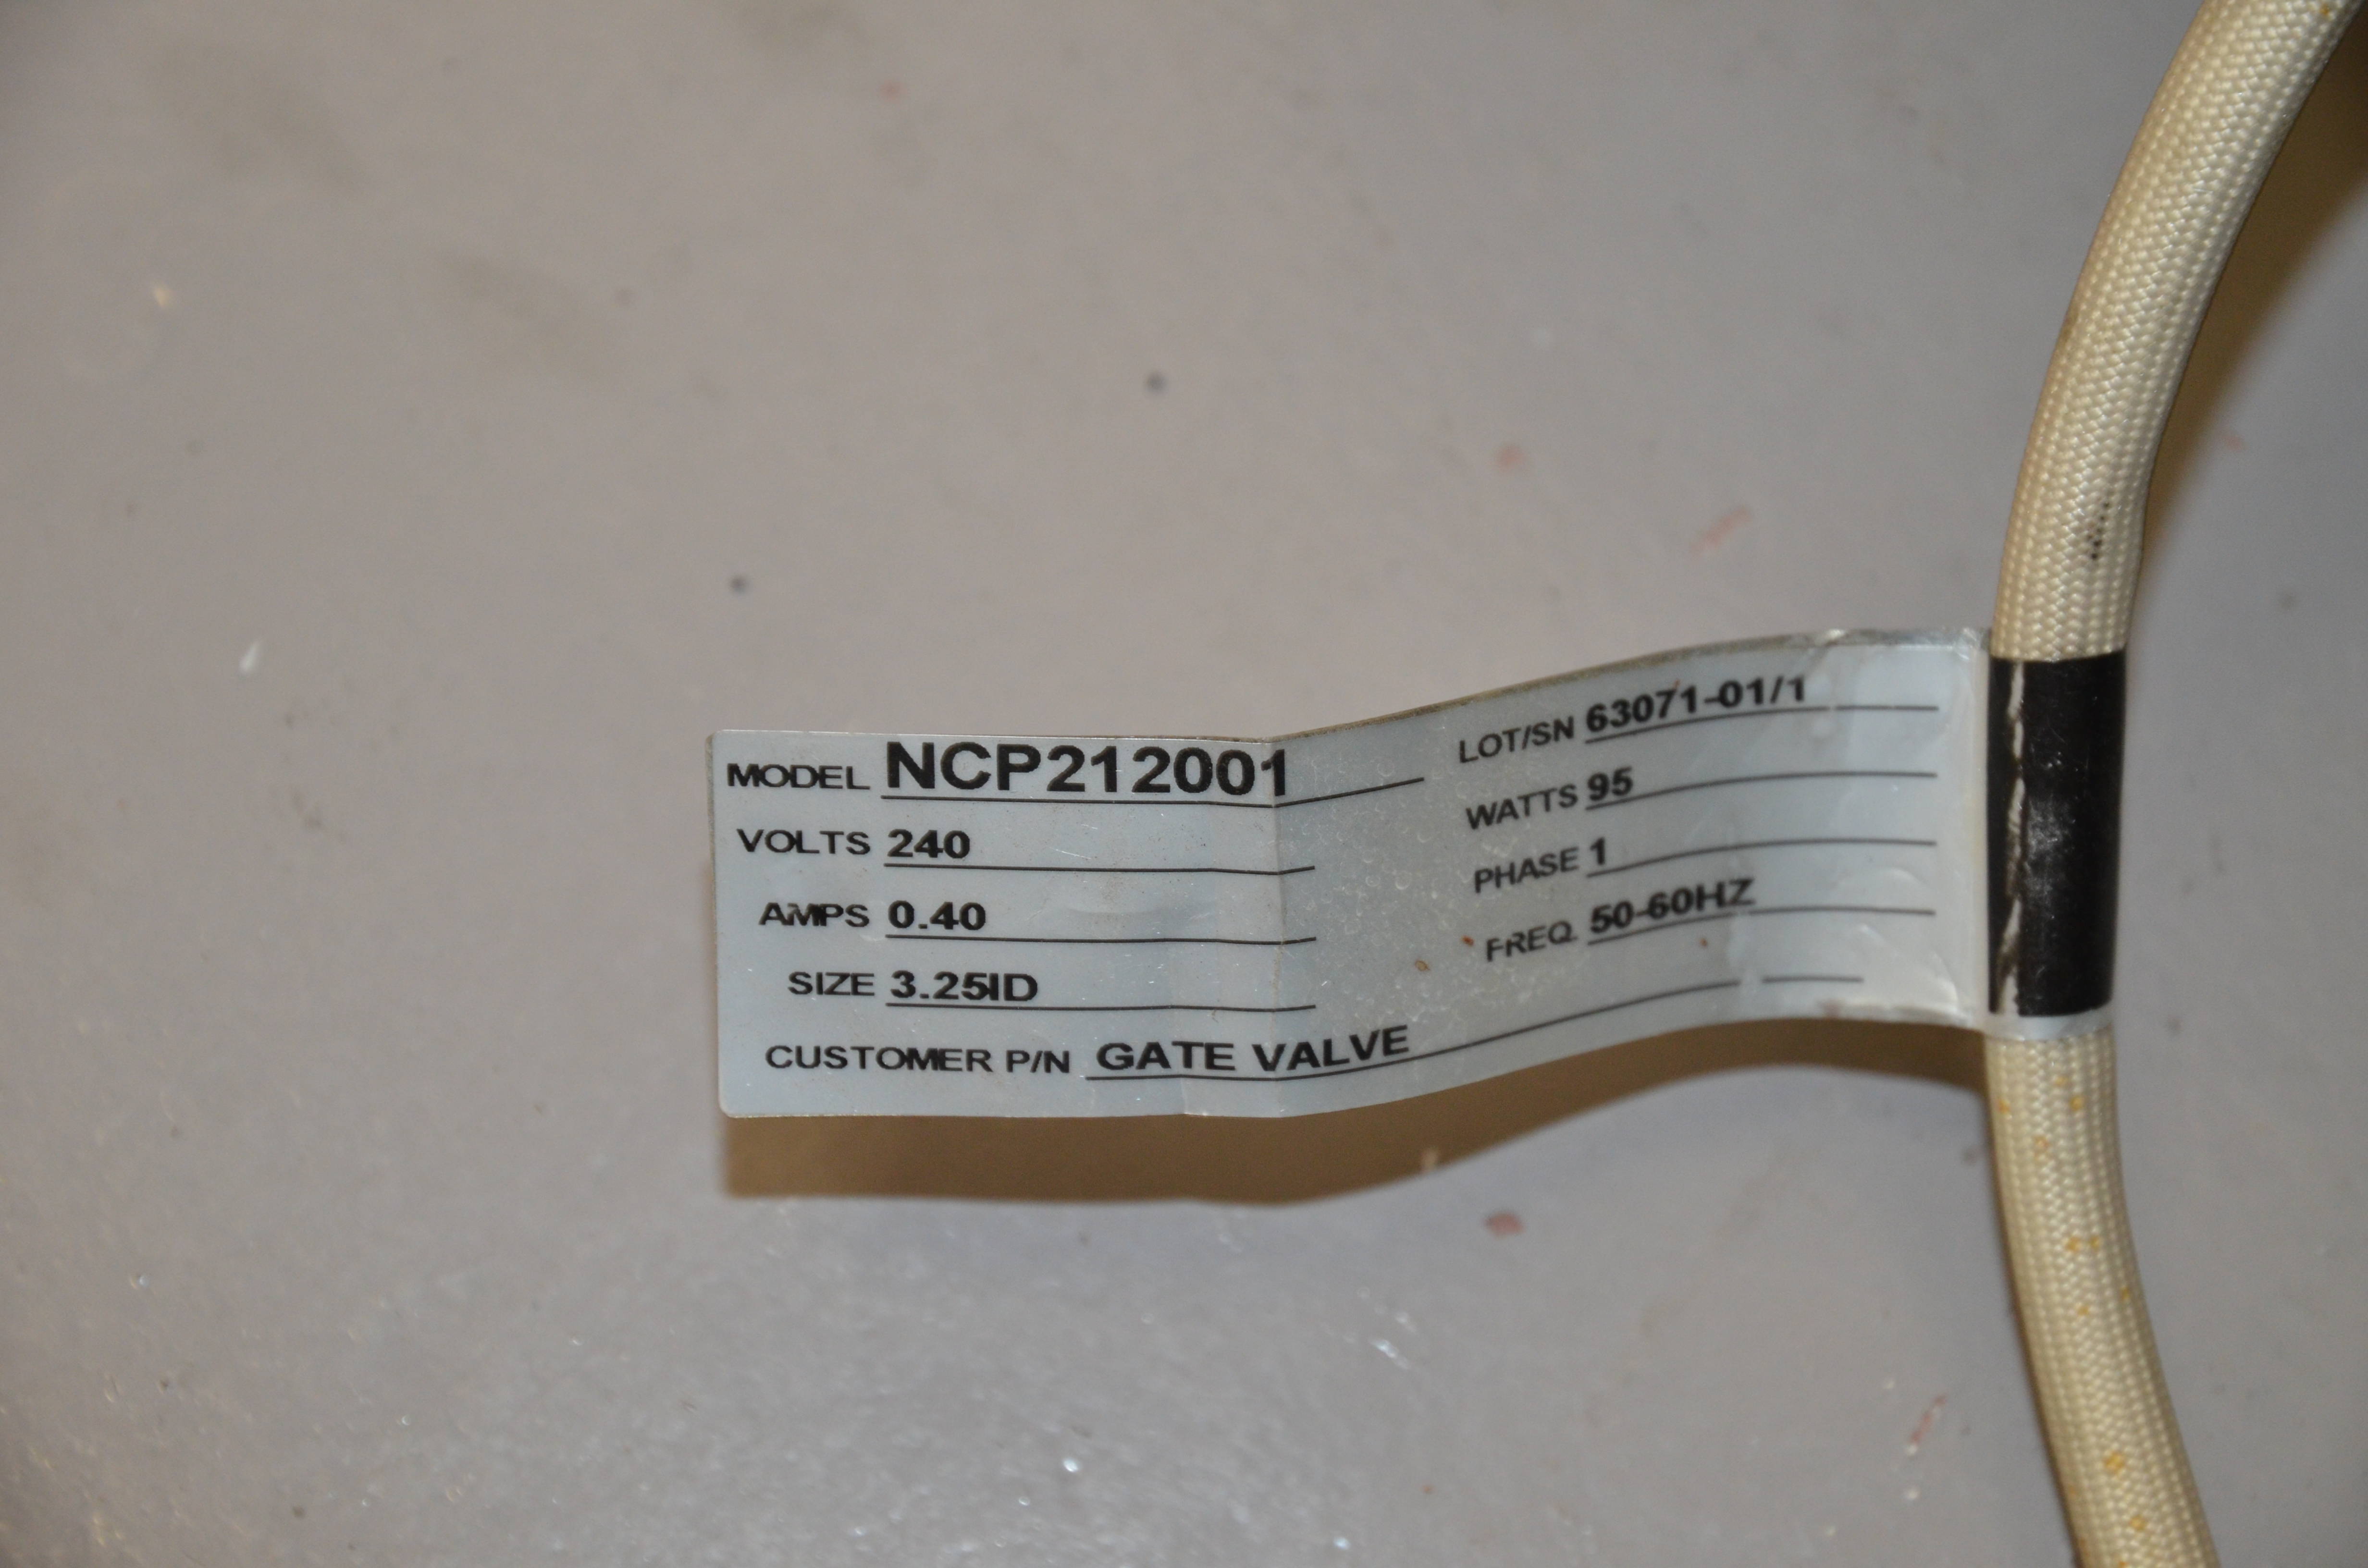 MODEL NCP212001
VOLTS 240
AMPS 0.40
SIZE 3.25ID
CUSTOMER P/N GATE VALVE
LOT/SN 63071-01/1
WATTS 95
PHASE 1
FREQ. 50-60HZ